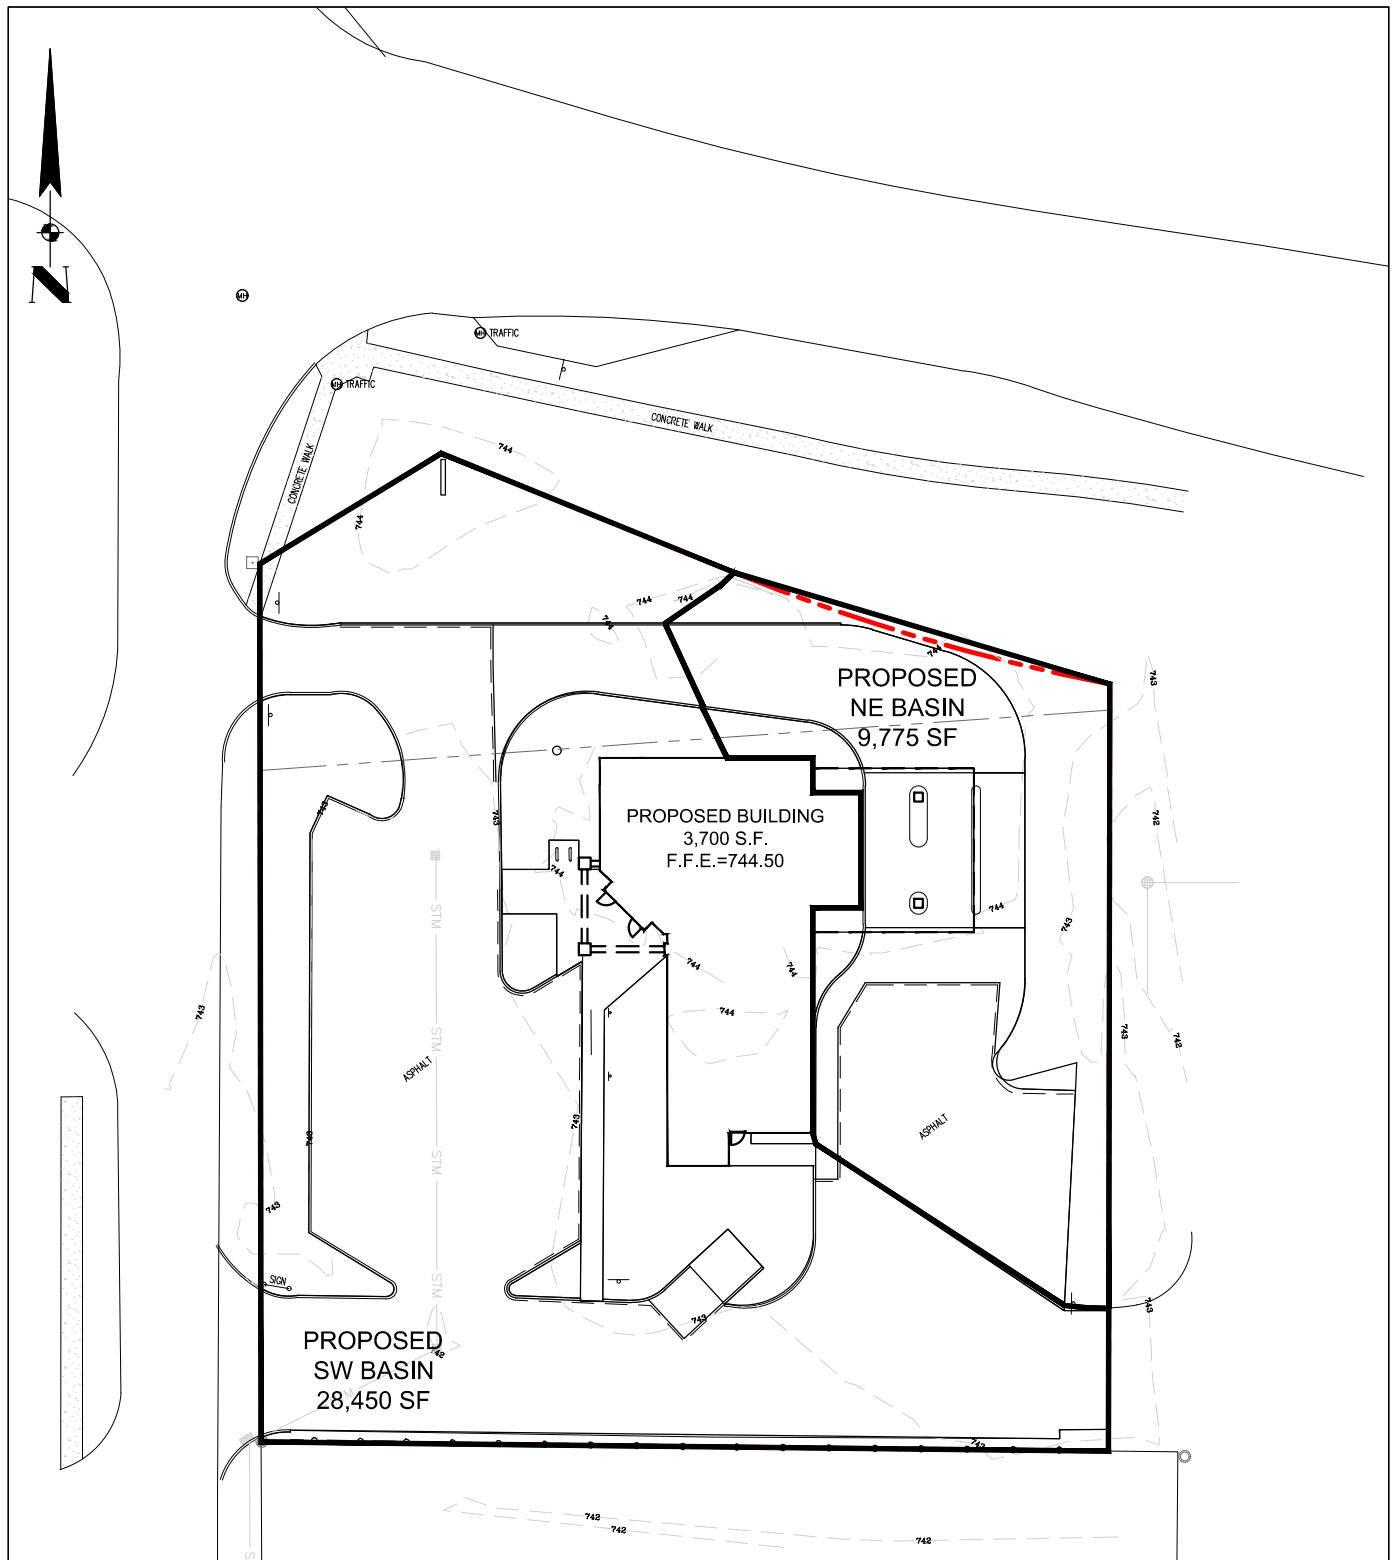 N
MH
MH TRAFFIC
MH TRAFFIC
CONCRETE WALK
CONCRETE WALK
744
744
744
744
744
744
743
PROPOSED
NE BASIN
9,775 SF
743
743
742
PROPOSED BUILDING
3,700 S.F.
F.F.E.=744.50
744
STM
744
743
744
744
743
744
743
742
STM
ASPHALT
743
743
ASPHALT
STM
743
SIGN
STM
743
743
PROPOSED
SW BASIN
28,450 SF
742
743
742
742
742
S